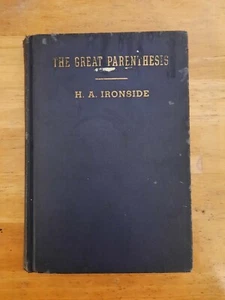 THE GREAT PARENTHESIS
H. A. IRONSIDE